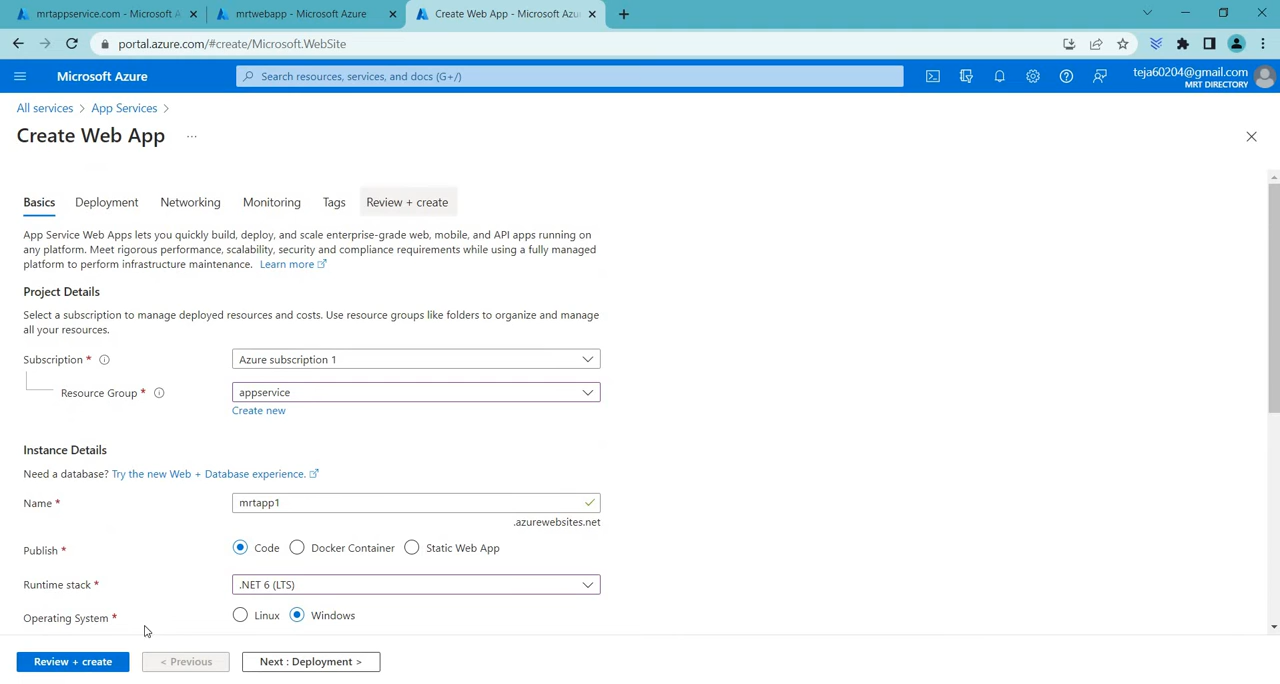 mrtappservice.com - Microsoft A
mrtwebapp - Microsoft Azure
Create Web App - Microsoft Azu
portal.azure.com/#create/Microsoft.WebSite
Microsoft Azure
Search resources, services, and docs (G+/)
teja60204@gmail.com
MRT DIRECTORY
All services > App Services >
Create Web App ...
Basics Deployment Networking Monitoring Tags Review + create
App Service Web Apps lets you quickly build, deploy, and scale enterprise-grade web, mobile, and API apps running on
any platform. Meet rigorous performance, scalability, security and compliance requirements while using a fully managed
platform to perform infrastructure maintenance. Learn more
Project Details
Select a subscription to manage deployed resources and costs. Use resource groups like folders to organize and manage
all your resources.
Subscription *
Azure subscription 1
Resource Group *
appservice
Create new
Instance Details
Need a database? Try the new Web + Database experience.
Name *
mrtapp1
.azurewebsites.net
Publish *
Code Docker Container Static Web App
Runtime stack *
.NET 6 (LTS)
Operating System *
Linux Windows
Review + create
< Previous
Next : Deployment >